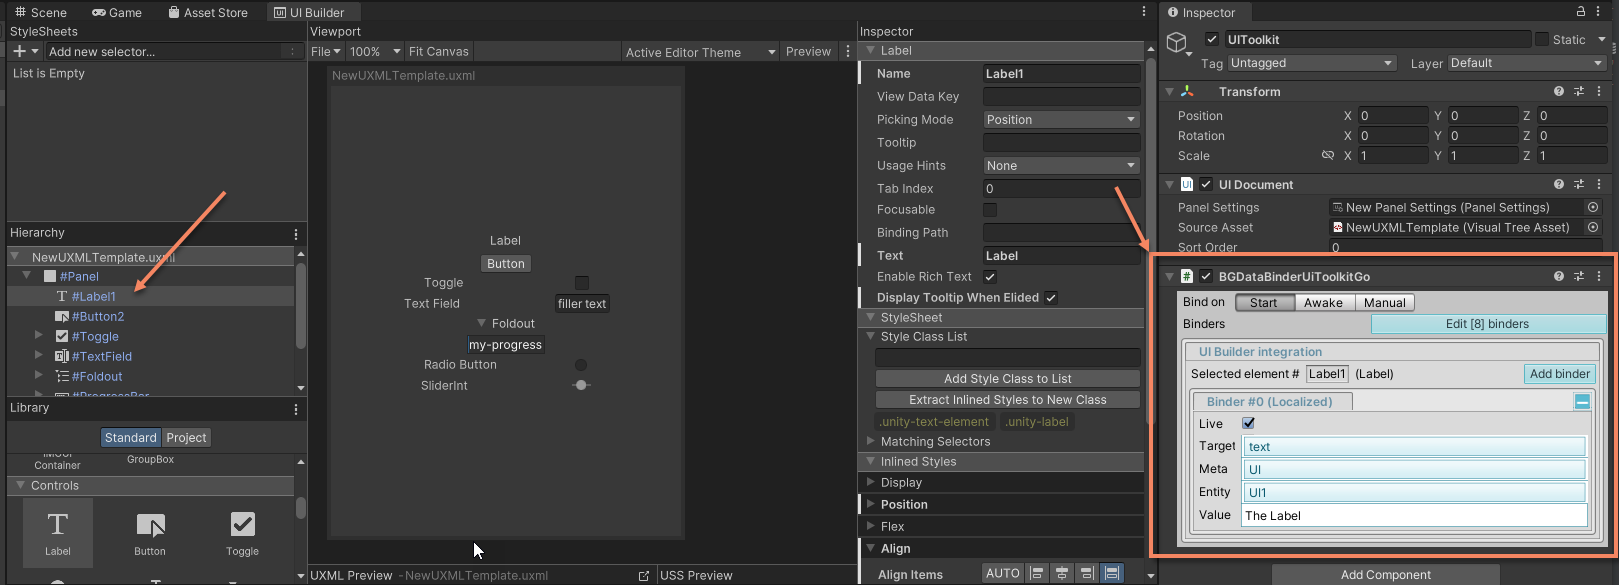 Scene
Game
Asset Store
UI Builder
StyleSheets
Add new selector...
List is Empty
Hierarchy
NewUXMLTemplate.uxml
#Panel
#Label1
#Button2
#Toggle
#TextField
#Foldout
#ProgressBar
Library
Standard
Project
IMGUI
Container
GroupBox
Controls
Label
Button
Toggle
Viewport
File
100%
Fit Canvas
Active Editor Theme
Preview
NewUXMLTemplate.uxml
Label
Button
Toggle
Text Field
filler text
Foldout
my-progress
Radio Button
SliderInt
UXML Preview - NewUXMLTemplate.uxml
USS Preview
Inspector
Label
Name Label1
View Data Key
Picking Mode Position
Tooltip
Usage Hints None
Tab Index 0
Focusable
Binding Path
Text Label
Enable Rich Text
Display Tooltip When Elided
StyleSheet
Style Class List
Add Style Class to List
Extract Inlined Styles to New Class
.unity-text-element .unity-label
Matching Selectors
Inlined Styles
Display
Position
Flex
Align
Align Items AUTO
Inspector
UIToolkit
Static
Tag Untagged Layer Default
Transform
Position X 0 Y 0 Z 0
Rotation X 0 Y 0 Z 0
Scale X 1 Y 1 Z 1
UI UI Document
Panel Settings New Panel Settings (Panel Settings)
Source Asset NewUXMLTemplate (Visual Tree Asset)
Sort Order 0
# BGDataBinderUiToolkitGo
Bind on Start Awake Manual
Binders Edit [8] binders
UI Builder integration
Selected element # Label1 (Label) Add binder
Binder #0 (Localized)
Live
Target text
Meta UI
Entity UI1
Value The Label
Add Component